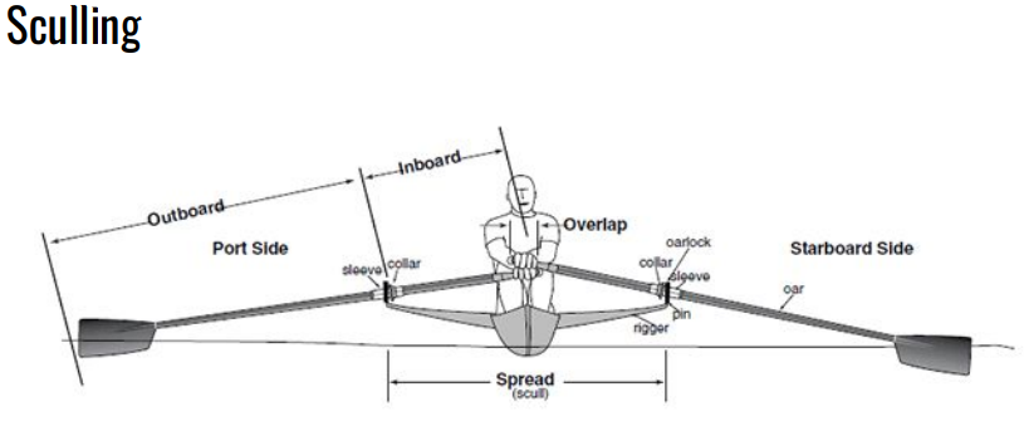 Sculling
Inboard
Outboard
Overlap
Port Side
oarlock
Starboard Side
sleeve collar
collar
sleeve
oar
pin
rigger
Spread
(scull)